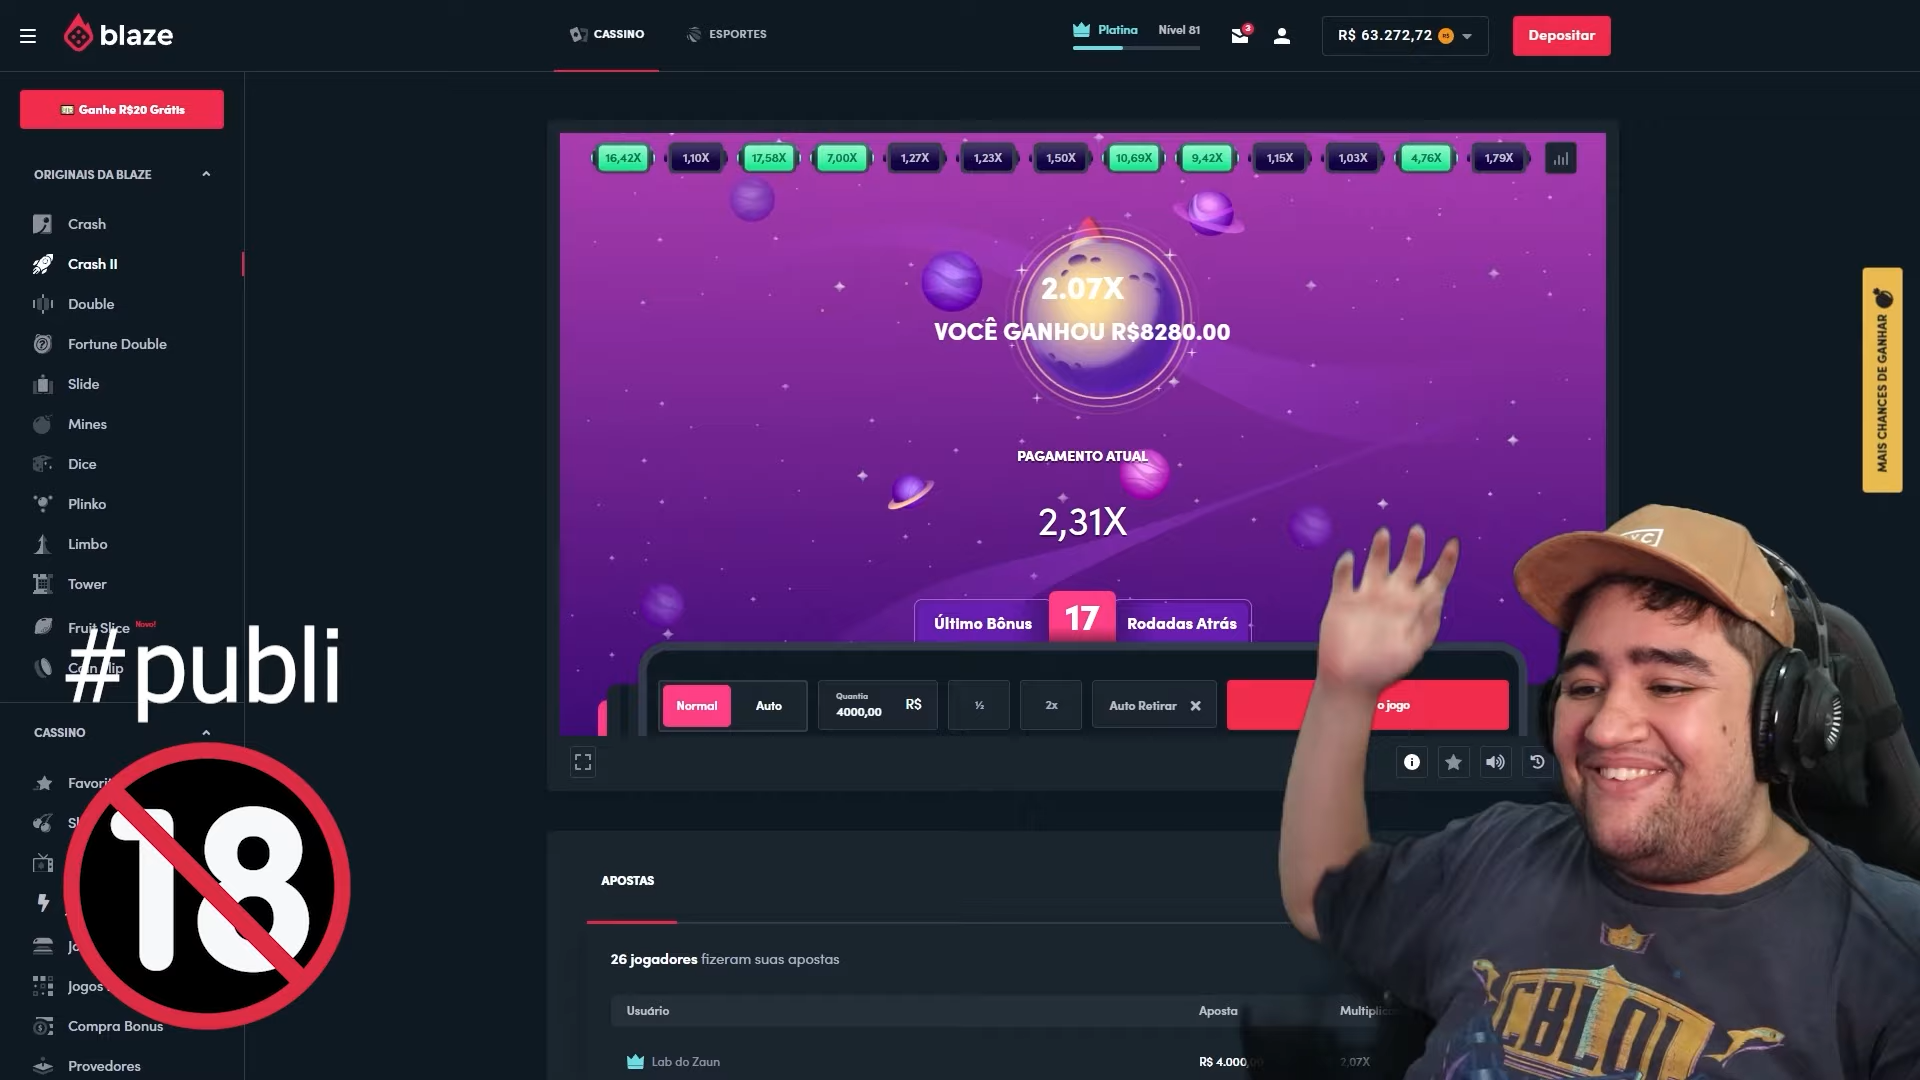 blaze
CASSINO
ESPORTES
Platina
Nível 81
3
R$ 63.272,72
Depositar
Ganhe R$20 Grátis
ORIGINAIS DA BLAZE
Crash
Crash II
Double
Fortune Double
Slide
Mines
Dice
Plinko
Limbo
Tower
Fruit Slice
Novo!
#publi
CASSINO
18
Compra Bonus
Provedores
16,42X
1,10X
17,58X
7,00X
1,27X
1,23X
1,50X
10,69X
9,42X
1,15X
1,03X
4,76X
1,79X
2.07X
VOCÊ GANHOU R$8280.00
PAGAMENTO ATUAL
2,31X
Último Bônus
17
Rodadas Atrás
Normal
Auto
Quantia
4000,00
R$
½
2x
Auto Retirar
o jogo
MAIS CHANCES DE GANHAR
APOSTAS
26 jogadores fizeram suas apostas
Usuário
Aposta
Lab do Zaun
R$ 4.000
2,07X
CBLOL